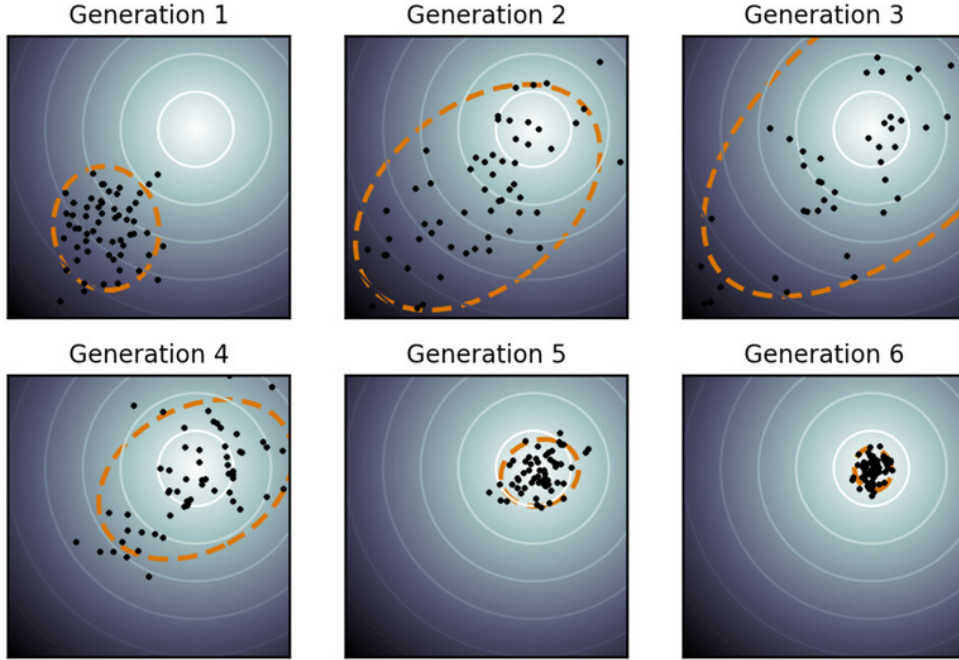 Generation 1
Generation 2
Generation 3
Generation 4
Generation 5
Generation 6